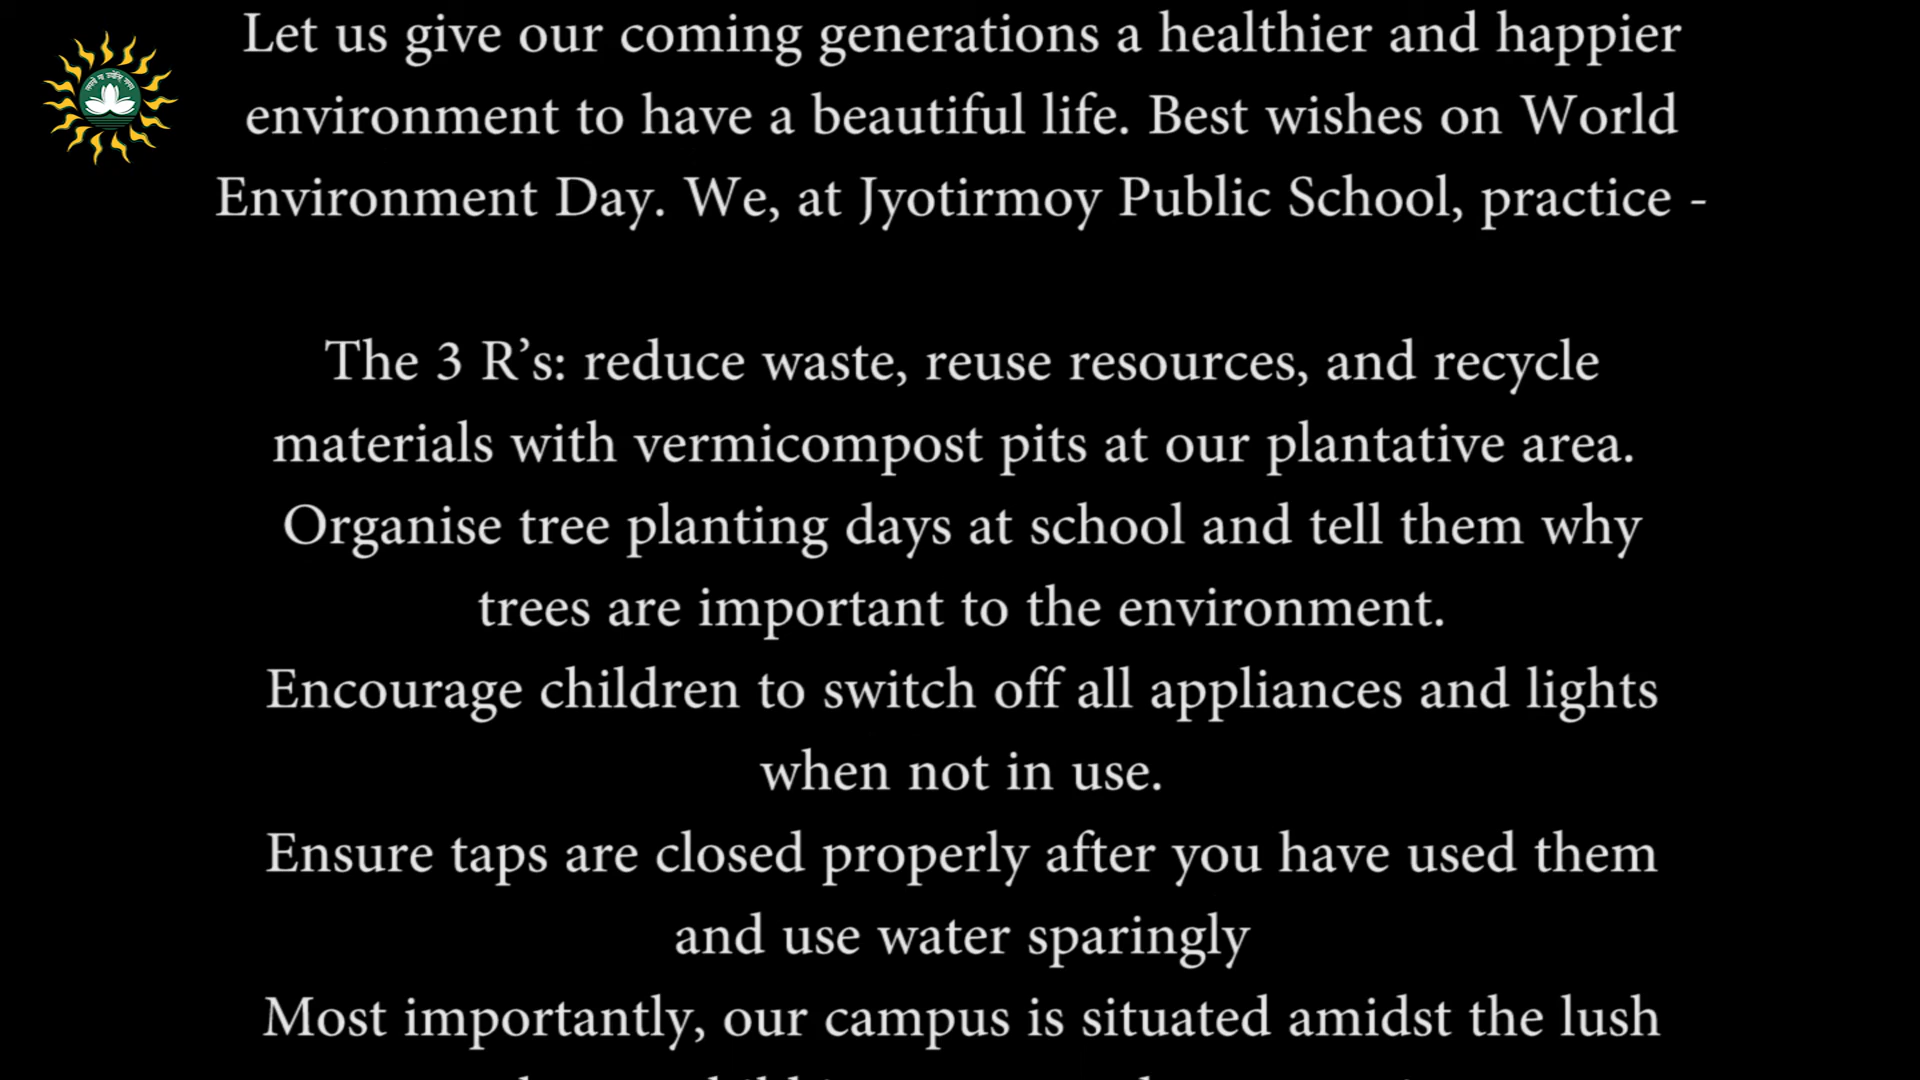 Let us give our coming generations a healthier and happier
environment to have a beautiful life. Best wishes on World
Environment Day. We, at Jyotirmoy Public School, practice -
The 3 R’s: reduce waste, reuse resources, and recycle
materials with vermicompost pits at our plantative area.
Organise tree planting days at school and tell them why
trees are important to the environment.
Encourage children to switch off all appliances and lights
when not in use.
Ensure taps are closed properly after you have used them
and use water sparingly
Most importantly, our campus is situated amidst the lush